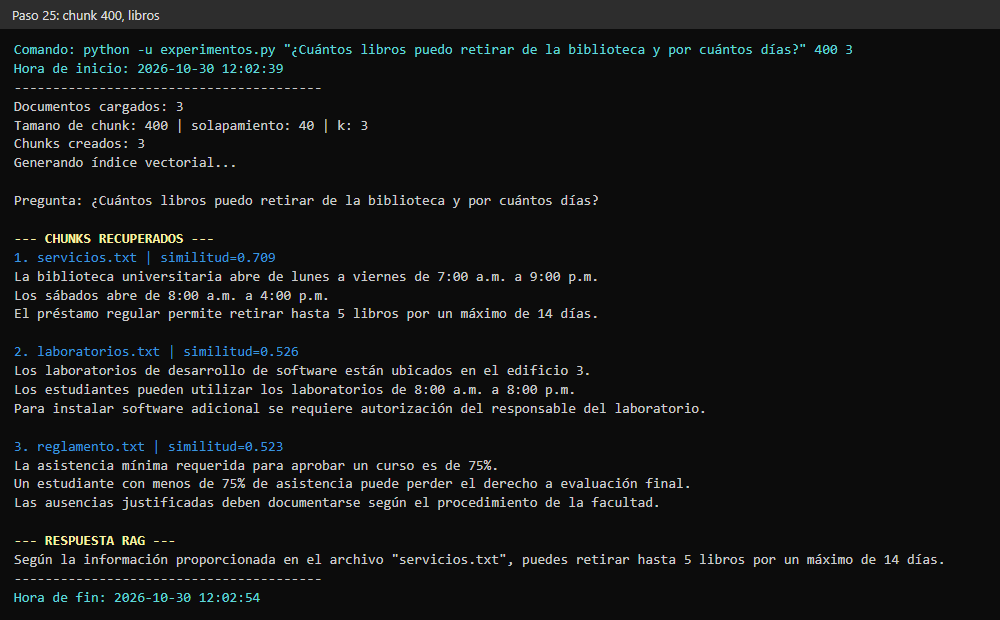 Paso 25: chunk 400, libros
Comando: python -u experimentos.py "¿Cuántos libros puedo retirar de la biblioteca y por cuántos días?" 400 3
Hora de inicio: 2026-10-30 12:02:39
----------------------------------------
Documentos cargados: 3
Tamano de chunk: 400 | solapamiento: 40 | k: 3
Chunks creados: 3
Generando índice vectorial...
Pregunta: ¿Cuántos libros puedo retirar de la biblioteca y por cuántos días?
--- CHUNKS RECUPERADOS ---
1. servicios.txt | similitud=0.709
La biblioteca universitaria abre de lunes a viernes de 7:00 a.m. a 9:00 p.m.
Los sábados abre de 8:00 a.m. a 4:00 p.m.
El préstamo regular permite retirar hasta 5 libros por un máximo de 14 días.
2. laboratorios.txt | similitud=0.526
Los laboratorios de desarrollo de software están ubicados en el edificio 3.
Los estudiantes pueden utilizar los laboratorios de 8:00 a.m. a 8:00 p.m.
Para instalar software adicional se requiere autorización del responsable del laboratorio.
3. reglamento.txt | similitud=0.523
La asistencia mínima requerida para aprobar un curso es de 75%.
Un estudiante con menos de 75% de asistencia puede perder el derecho a evaluación final.
Las ausencias justificadas deben documentarse según el procedimiento de la facultad.
--- RESPUESTA RAG ---
Según la información proporcionada en el archivo "servicios.txt", puedes retirar hasta 5 libros por un máximo de 14 días.
----------------------------------------
Hora de fin: 2026-10-30 12:02:54